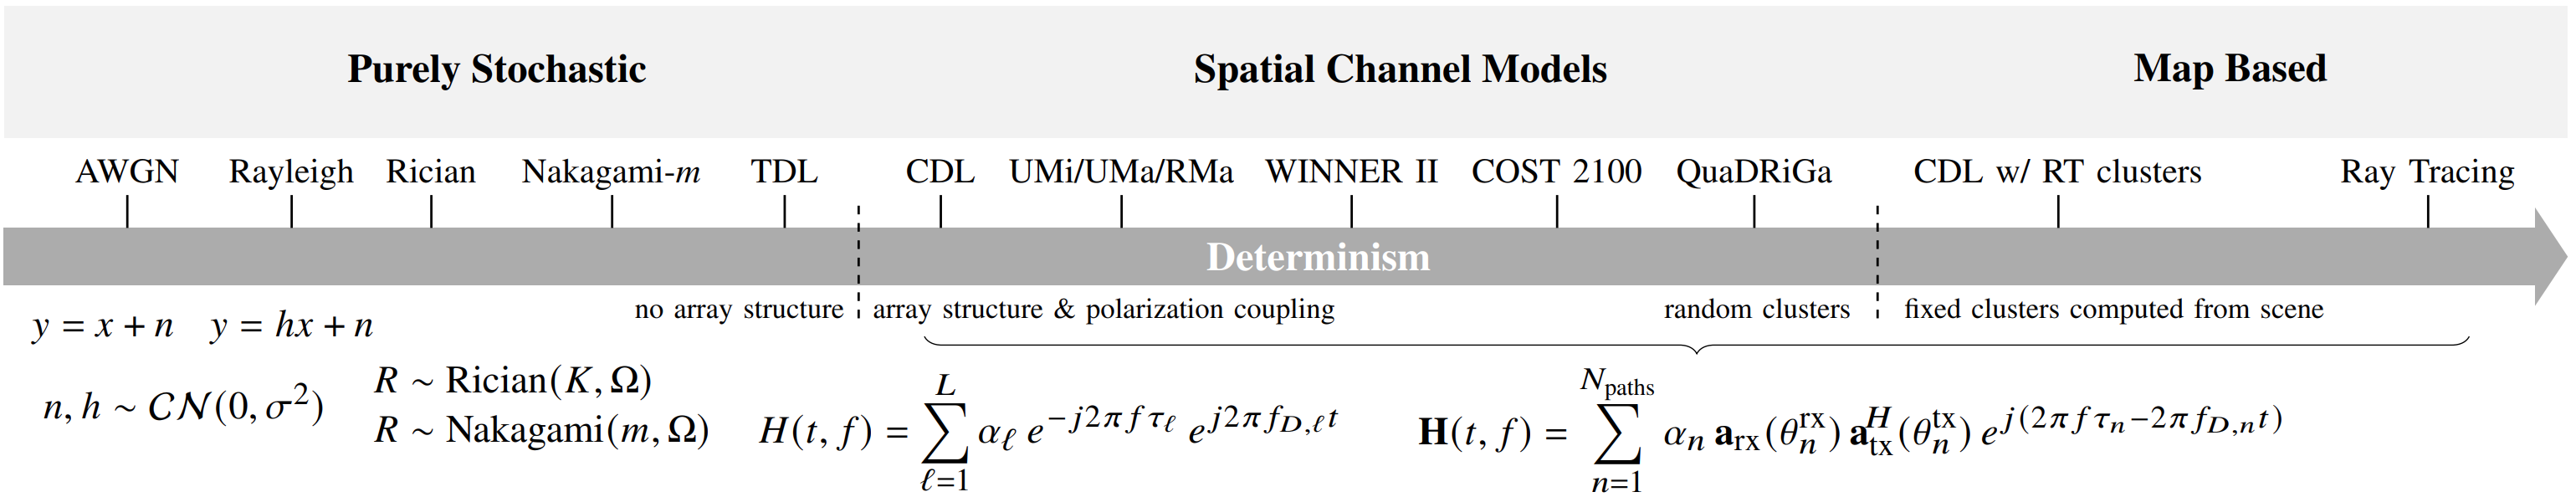 Purely Stochastic Spatial Channel Models Map Based
AWGN Rayleigh Rician Nakagami-m TDL CDL UMi/UMa/RMa WINNER II COST 2100 QuaDRiGa CDL w/ RT clusters Ray Tracing
Determinism
no array structure array structure & polarization coupling random clusters fixed clusters computed from scene
y = x + n y = hx + n
n, h ∼ 𝒞𝒩(0, σ²)
R ∼ Rician(K, Ω)
R ∼ Nakagami(m, Ω)
H(t, f) = ∑_{ℓ=1}^{L} α_ℓ e^{−j2πfτ_ℓ} e^{j2πf_{D,ℓ}t}
𝐇(t, f) = ∑_{n=1}^{N_paths} α_n 𝐚_rx(θ_n^rx) 𝐚_tx^H(θ_n^tx) e^{j(2πfτ_n−2πf_{D,n}t)}